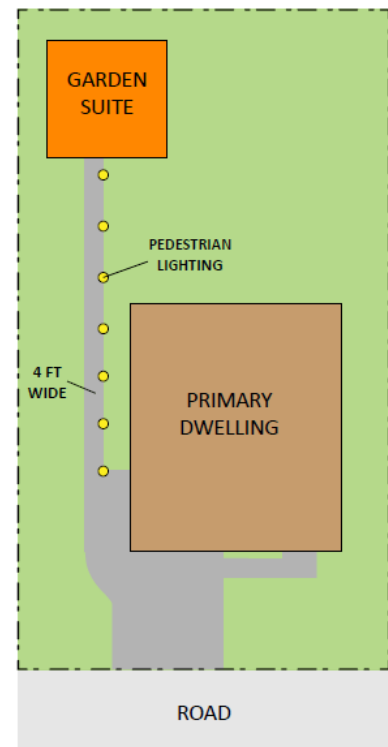 GARDEN
SUITE
PEDESTRIAN
LIGHTING
4 FT
WIDE
PRIMARY
DWELLING
ROAD